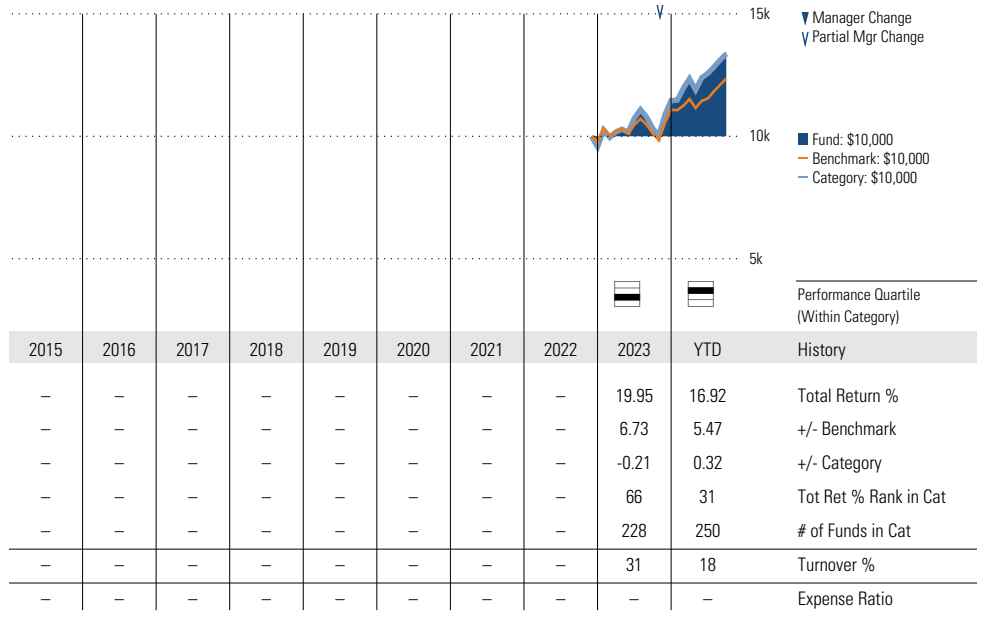 15k
Manager Change
Partial Mgr Change
10k
Fund: $10,000
Benchmark: $10,000
Category: $10,000
5k
Performance Quartile
(Within Category)
2015 2016 2017 2018 2019 2020 2021 2022 2023 YTD History
– – – – – – – – 19.95 16.92 Total Return %
– – – – – – – – 6.73 5.47 +/- Benchmark
– – – – – – – – -0.21 0.32 +/- Category
– – – – – – – – 66 31 Tot Ret % Rank in Cat
– – – – – – – – 228 250 # of Funds in Cat
– – – – – – – – 31 18 Turnover %
– – – – – – – – – – Expense Ratio